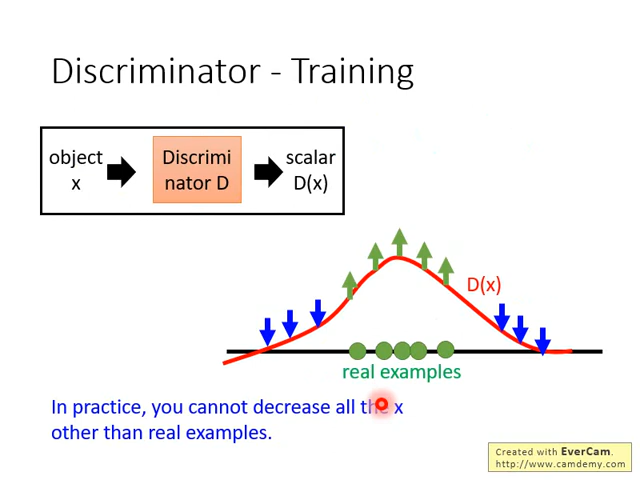 Discriminator - Training
object
x
Discrimi
nator D
scalar
D(x)
D(x)
real examples
In practice, you cannot decrease all the x
other than real examples.
Created with EverCam.
http://www.camdemy.com